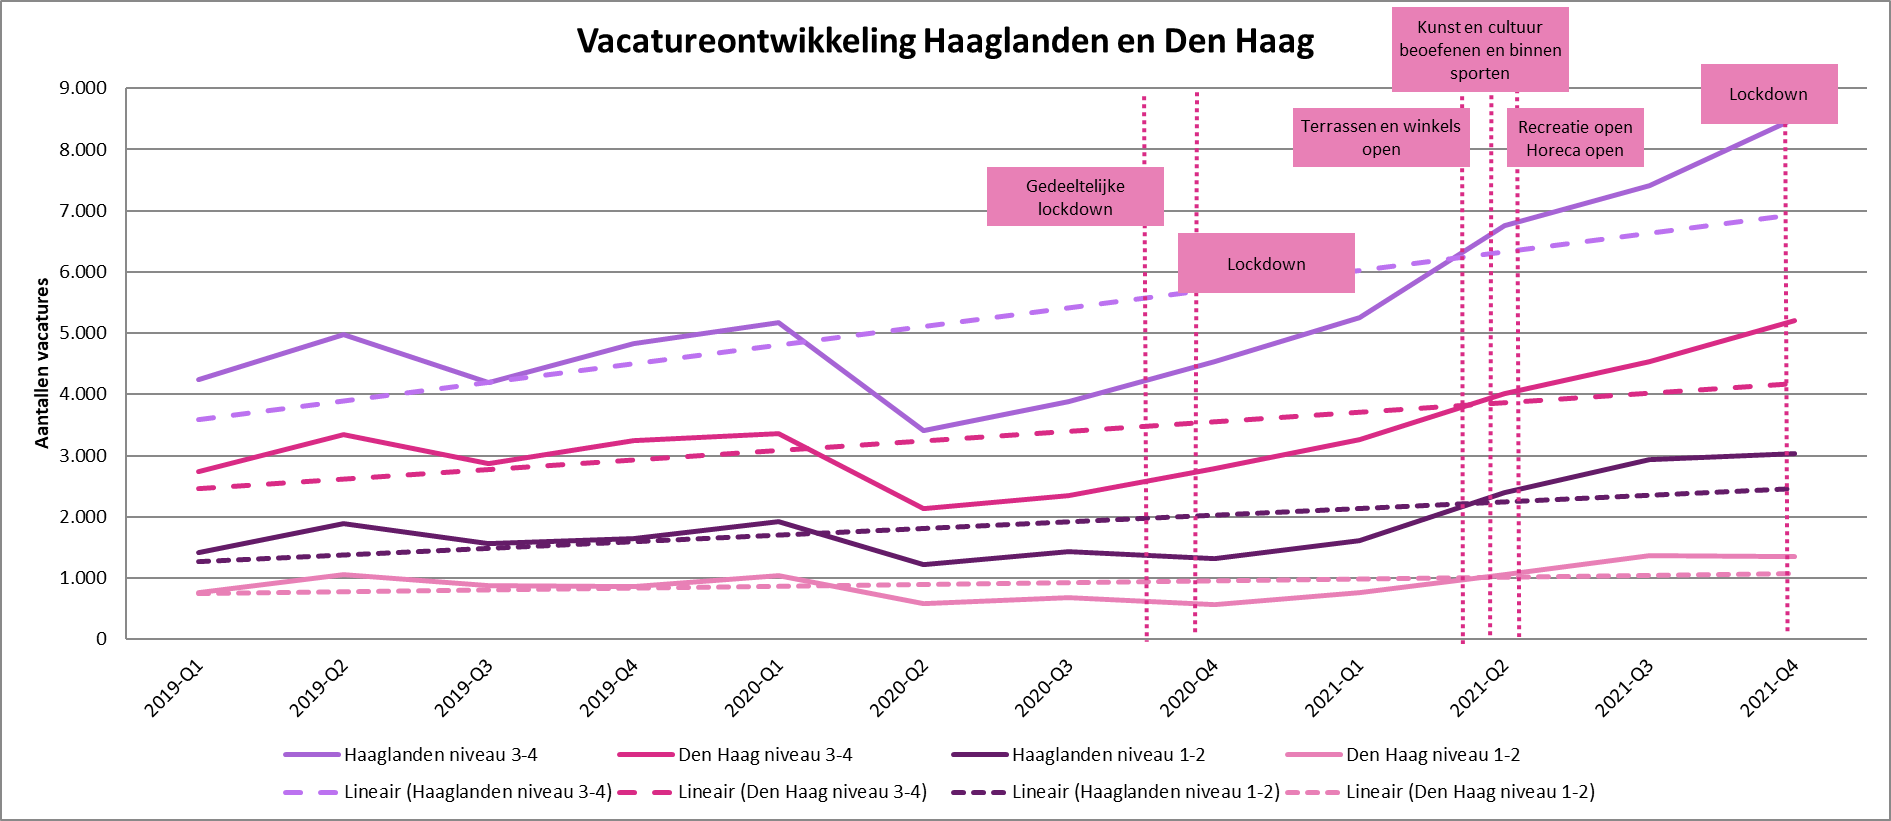 Vacatureontwikkeling Haaglanden en Den Haag
Kunst en cultuur
beoefenen en binnen
sporten
Lockdown
Terrassen en winkels
open
Recreatie open
Horeca open
Gedeeltelijke
lockdown
Lockdown
Aantallen vacatures
9.000
8.000
7.000
6.000
5.000
4.000
3.000
2.000
1.000
0
2019-Q1
2019-Q2
2019-Q3
2019-Q4
2020-Q1
2020-Q2
2020-Q3
2020-Q4
2021-Q1
2021-Q2
2021-Q3
2021-Q4
Haaglanden niveau 3-4
Den Haag niveau 3-4
Haaglanden niveau 1-2
Den Haag niveau 1-2
Lineair (Haaglanden niveau 3-4)
Lineair (Den Haag niveau 3-4)
Lineair (Haaglanden niveau 1-2)
Lineair (Den Haag niveau 1-2)